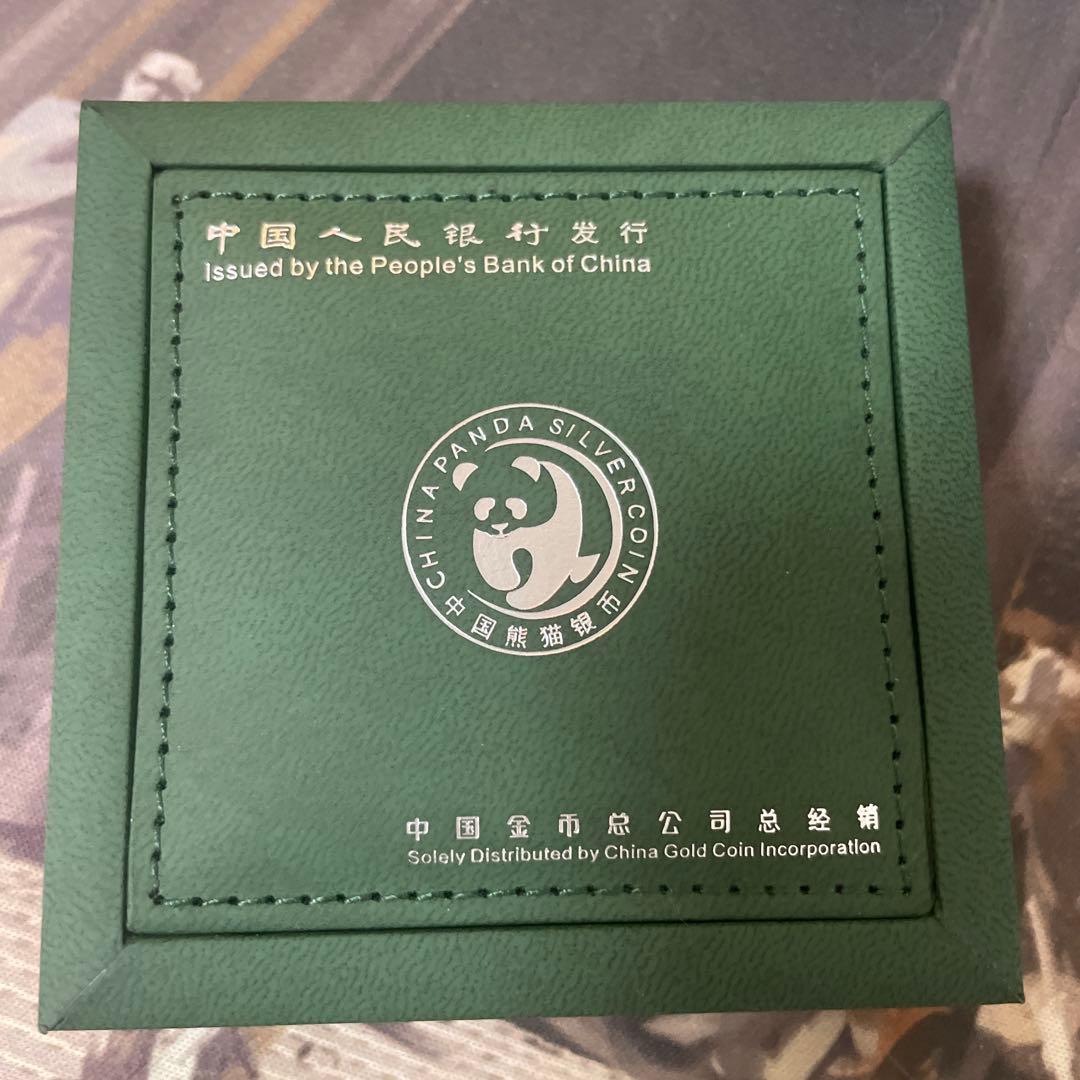 中国人民银行发行
Issued by the People's Bank of China
CHINA PANDA SILVER COIN
中国熊猫银币
中国金币总公司总经销
Solely Distributed by China Gold Coin Incorporation